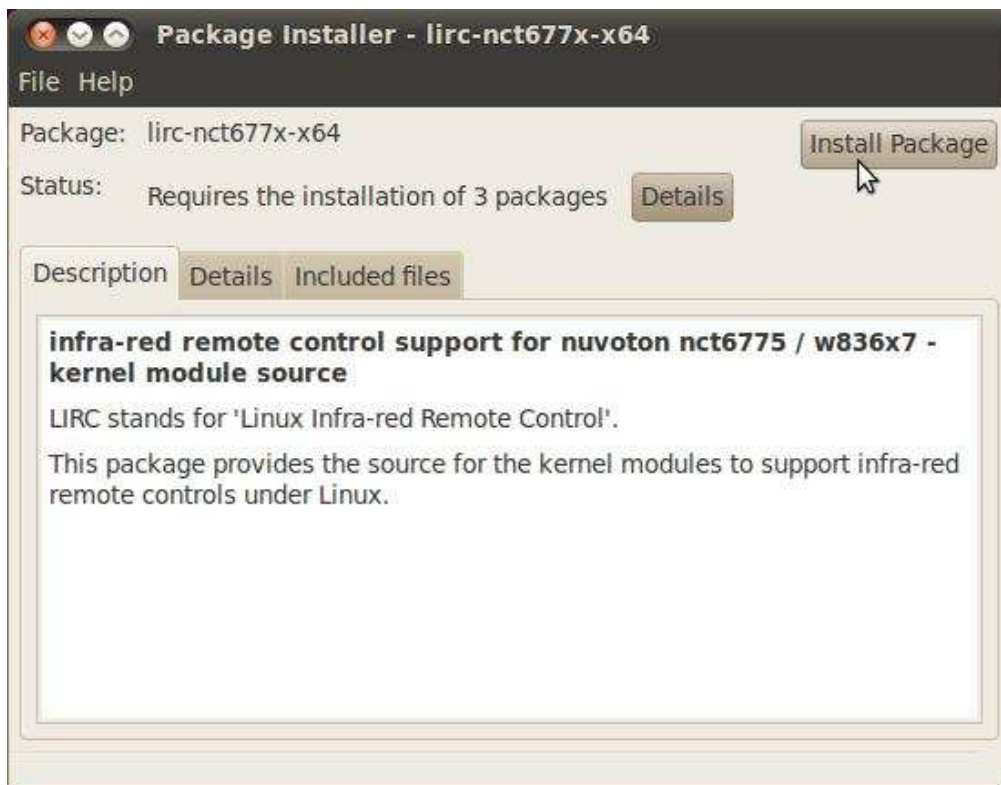 Package Installer - lirc-nct677x-x64
File Help
Package: lirc-nct677x-x64
Install Package
Status: Requires the installation of 3 packages Details
Description Details Included files
infra-red remote control support for nuvoton nct6775 / w836x7 -
kernel module source
LIRC stands for 'Linux Infra-red Remote Control'.
This package provides the source for the kernel modules to support infra-red
remote controls under Linux.